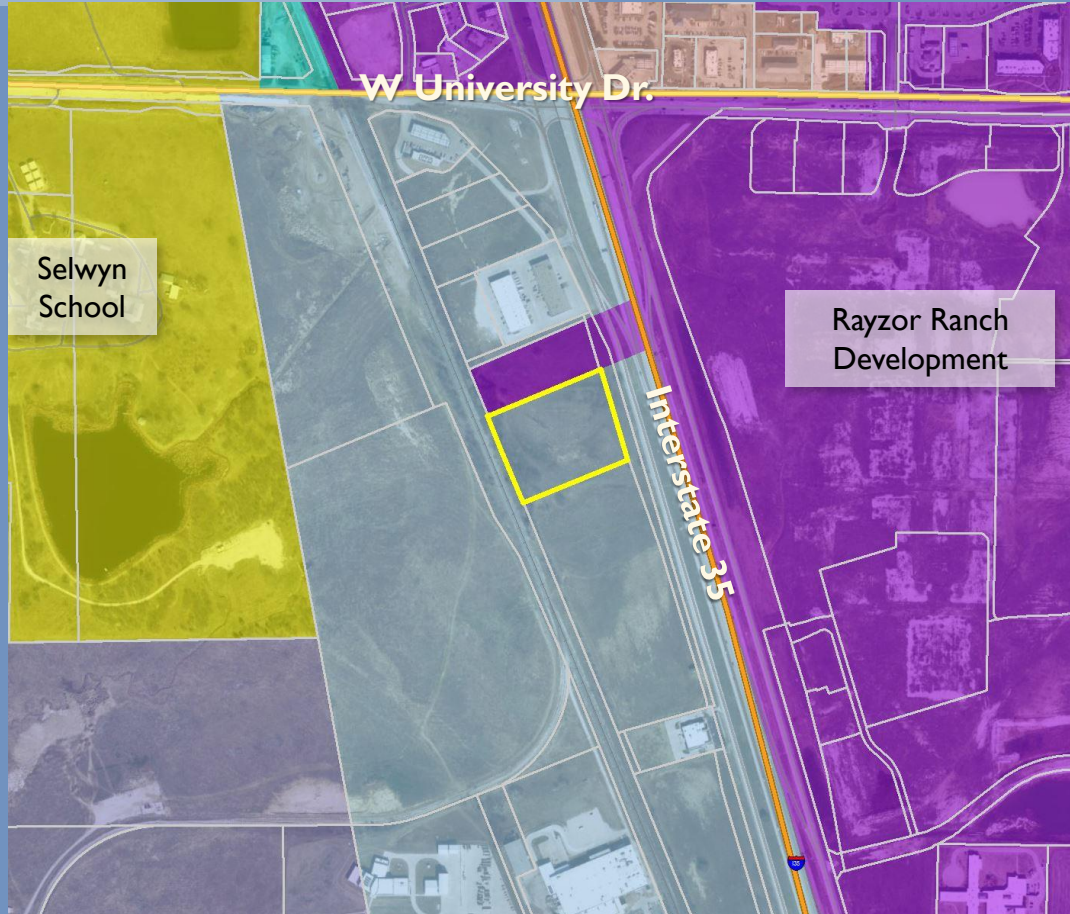 W University Dr.
Selwyn
School
Rayzor Ranch
Development
Interstate 35